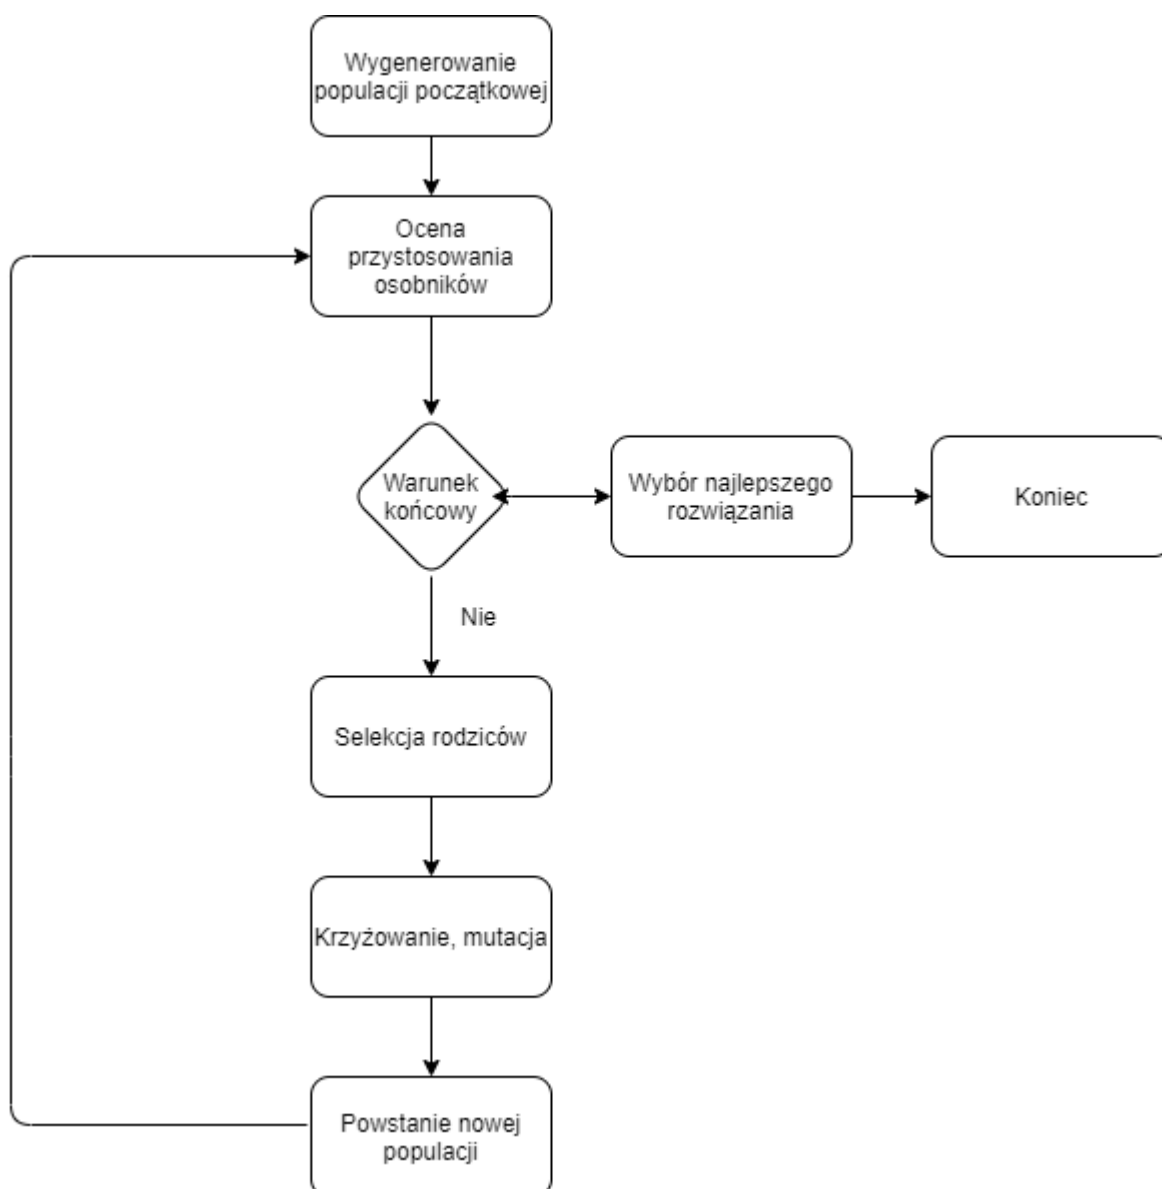 Wygenerowanie
populacji początkowej
Ocena
przystosowania
osobników
Warunek
końcowy
Wybór najlepszego
rozwiązania
Koniec
Nie
Selekcja rodziców
Krzyżowanie, mutacja
Powstanie nowej
populacji